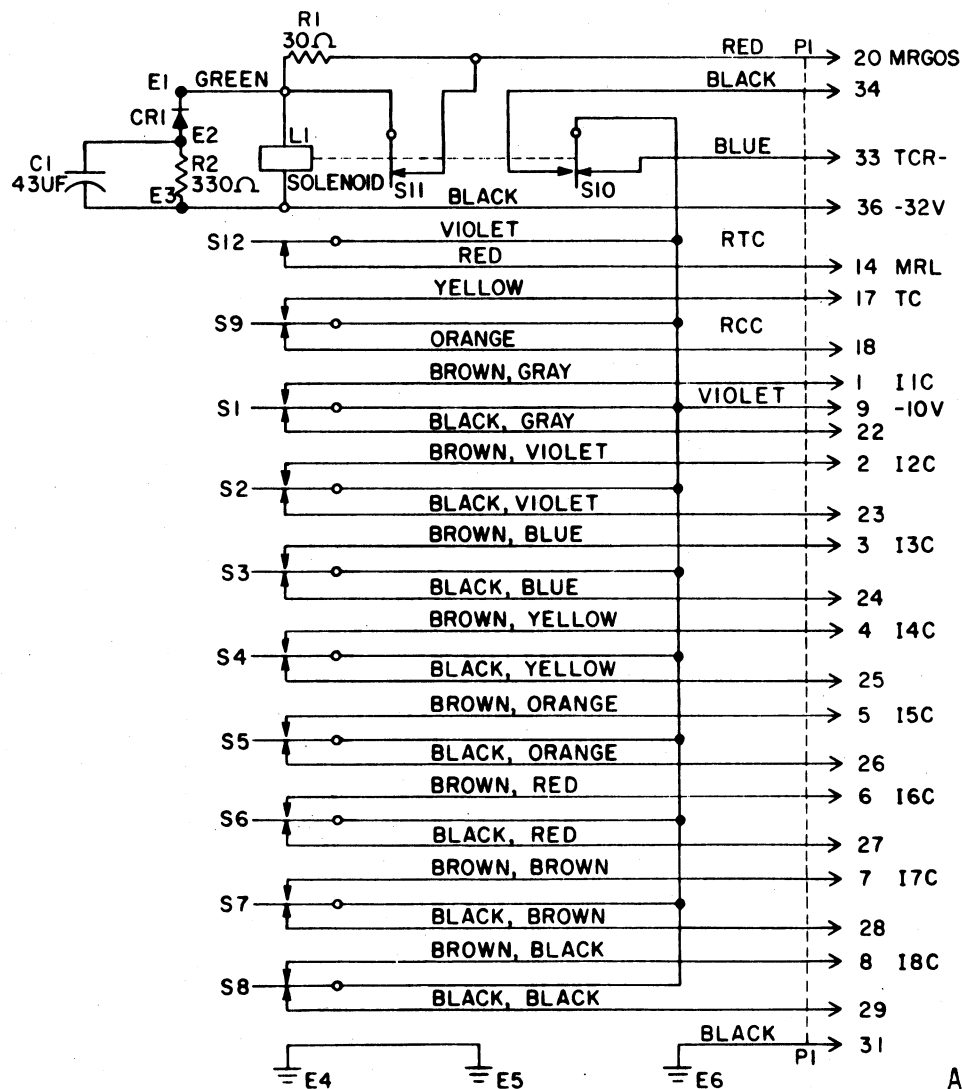 R1
30Ω
RED P1 20 MRGOS
E1 GREEN BLACK 34
CR1
E2 L1 BLUE 33 TCR-
C1 R2
43UF 330Ω SOLENOID S11 S10
E3 BLACK 36 -32V
S12 VIOLET RTC
RED 14 MRL
YELLOW 17 TC
S9 RCC
ORANGE 18
BROWN, GRAY 1 I1C
S1 VIOLET 9 -10V
BLACK, GRAY 22
BROWN, VIOLET 2 I2C
S2
BLACK, VIOLET 23
BROWN, BLUE 3 I3C
S3
BLACK, BLUE 24
BROWN, YELLOW 4 I4C
S4
BLACK, YELLOW 25
BROWN, ORANGE 5 I5C
S5
BLACK, ORANGE 26
BROWN, RED 6 I6C
S6
BLACK, RED 27
BROWN, BROWN 7 I7C
S7
BLACK, BROWN 28
BROWN, BLACK 8 I8C
S8
BLACK, BLACK 29
BLACK 31
P1
E4 E5 E6 A